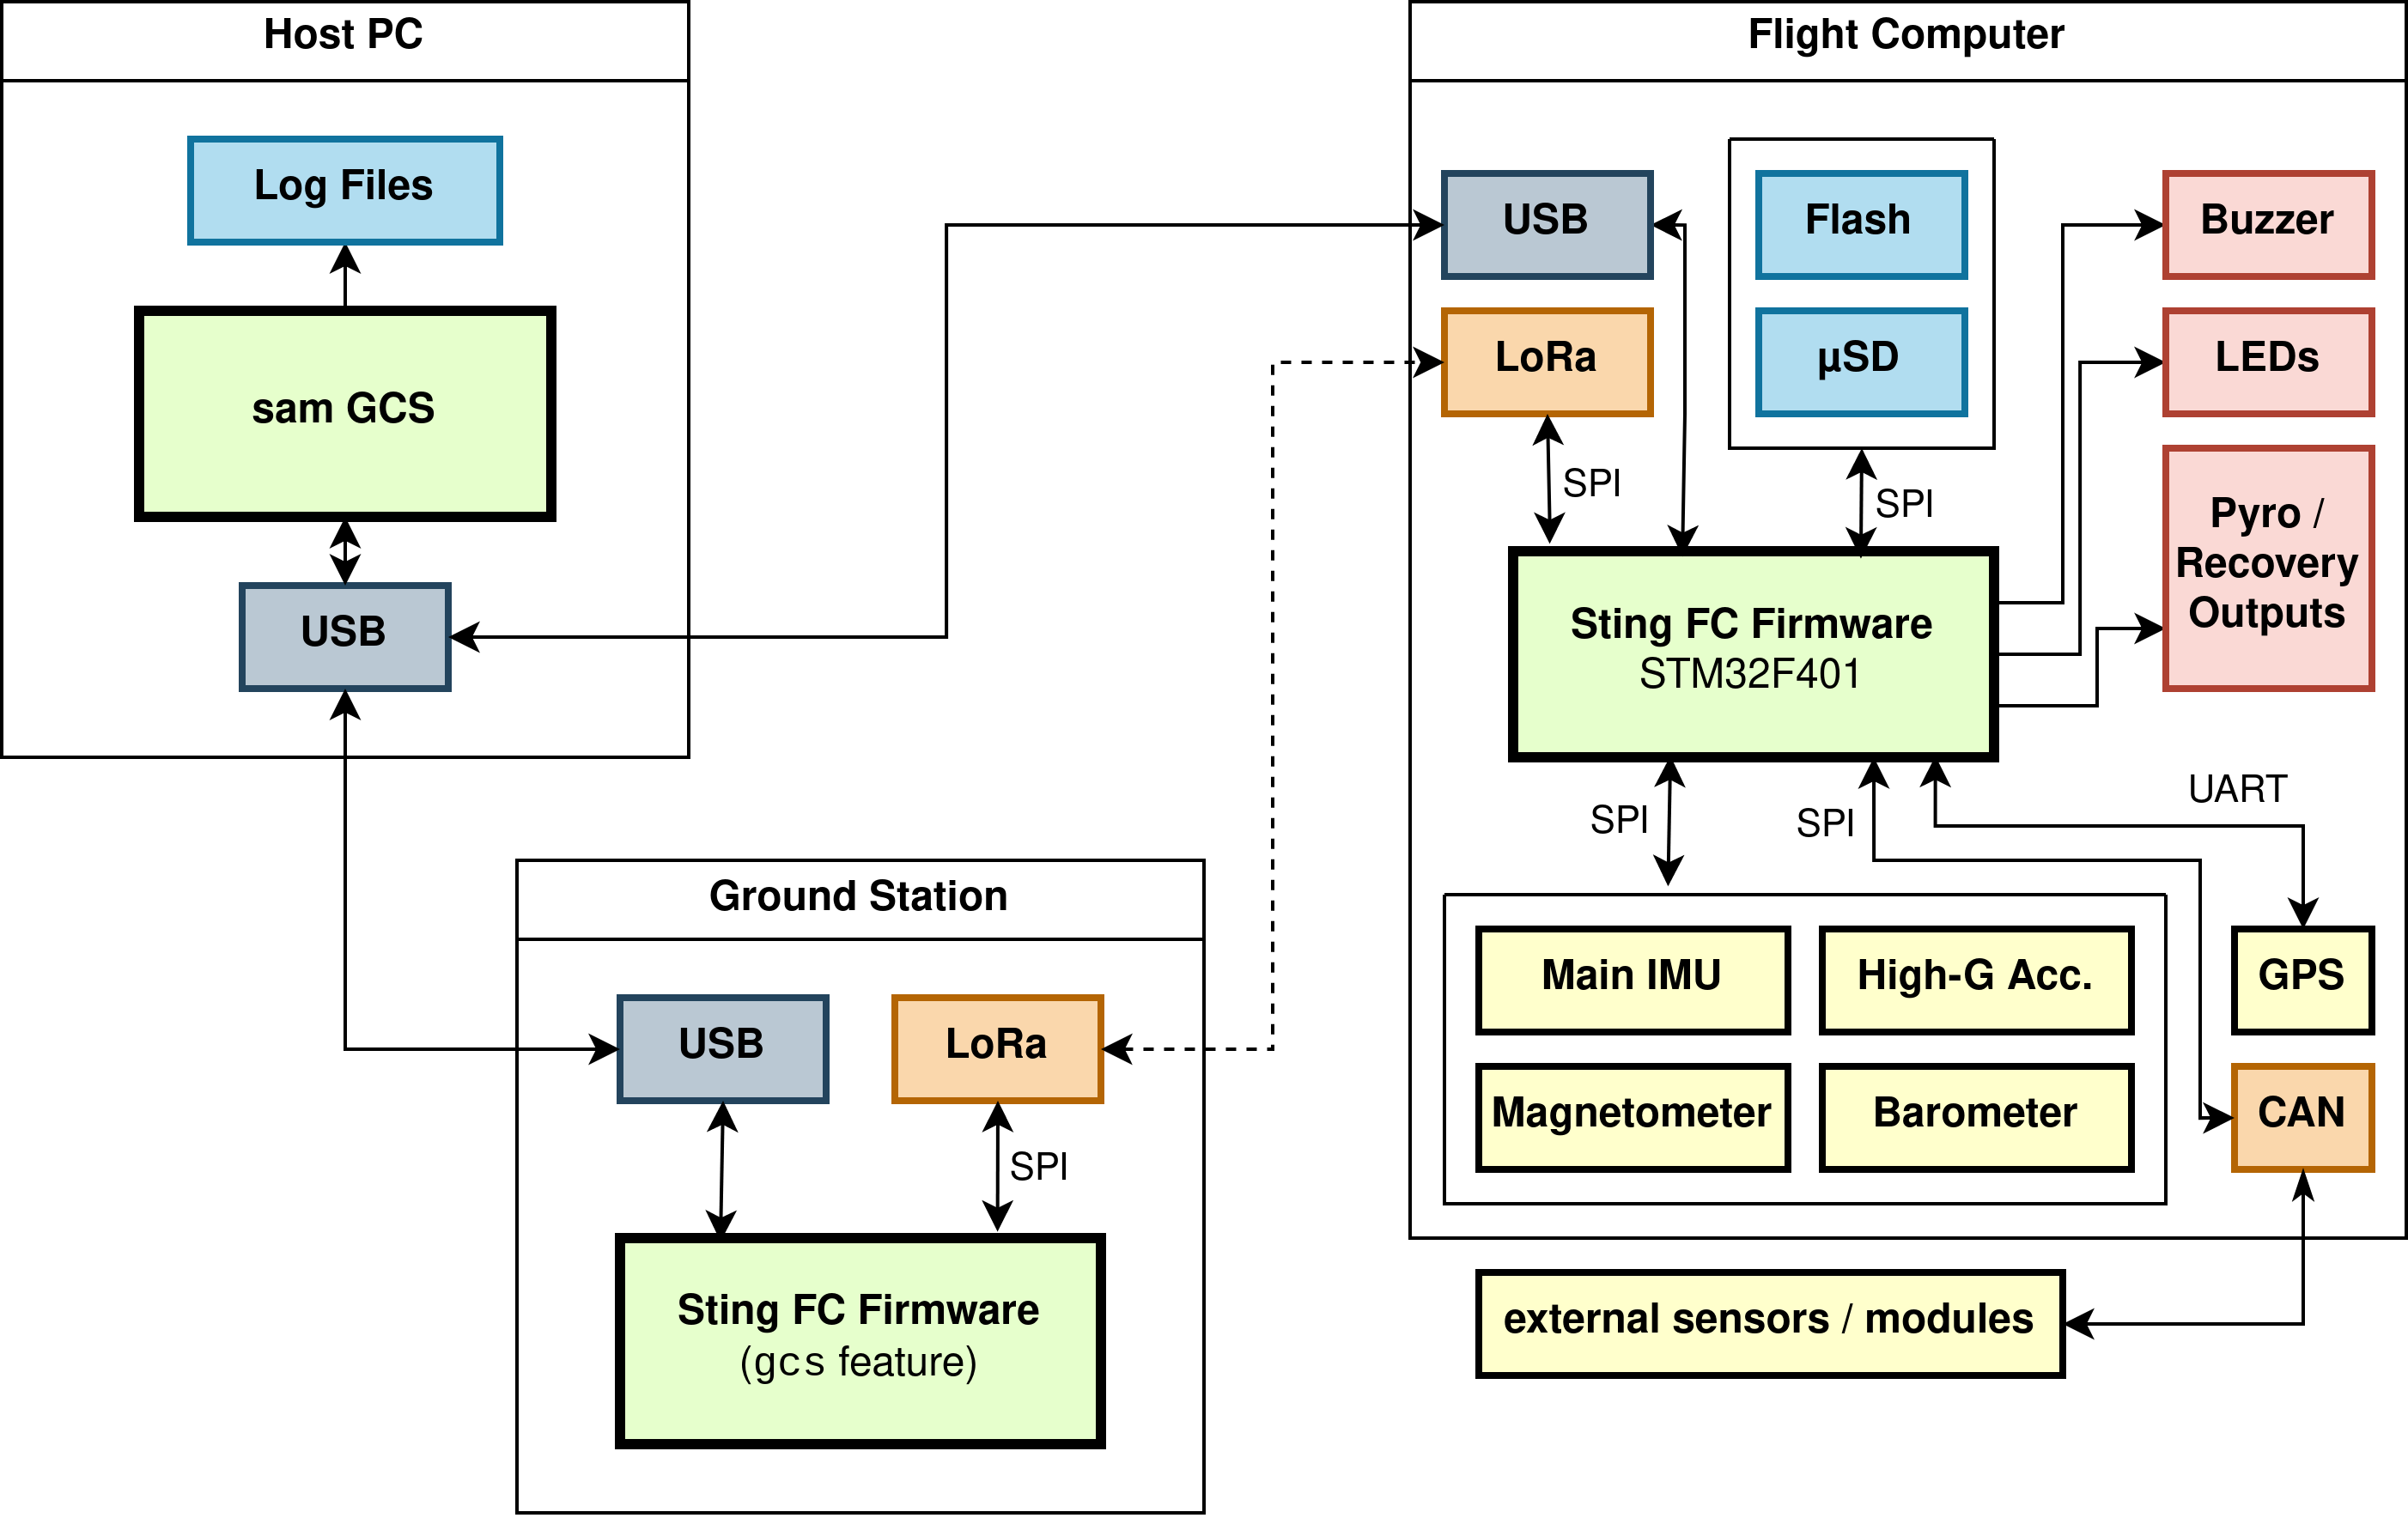 Host PC
Log Files
sam GCS
USB
Flight Computer
USB
Flash
Buzzer
LoRa
µSD
LEDs
SPI
SPI
Pyro /
Recovery
Outputs
Sting FC Firmware
STM32F401
SPI
SPI
UART
Main IMU
High-G Acc.
GPS
Magnetometer
Barometer
CAN
external sensors / modules
Ground Station
USB
LoRa
SPI
Sting FC Firmware
(gcs feature)